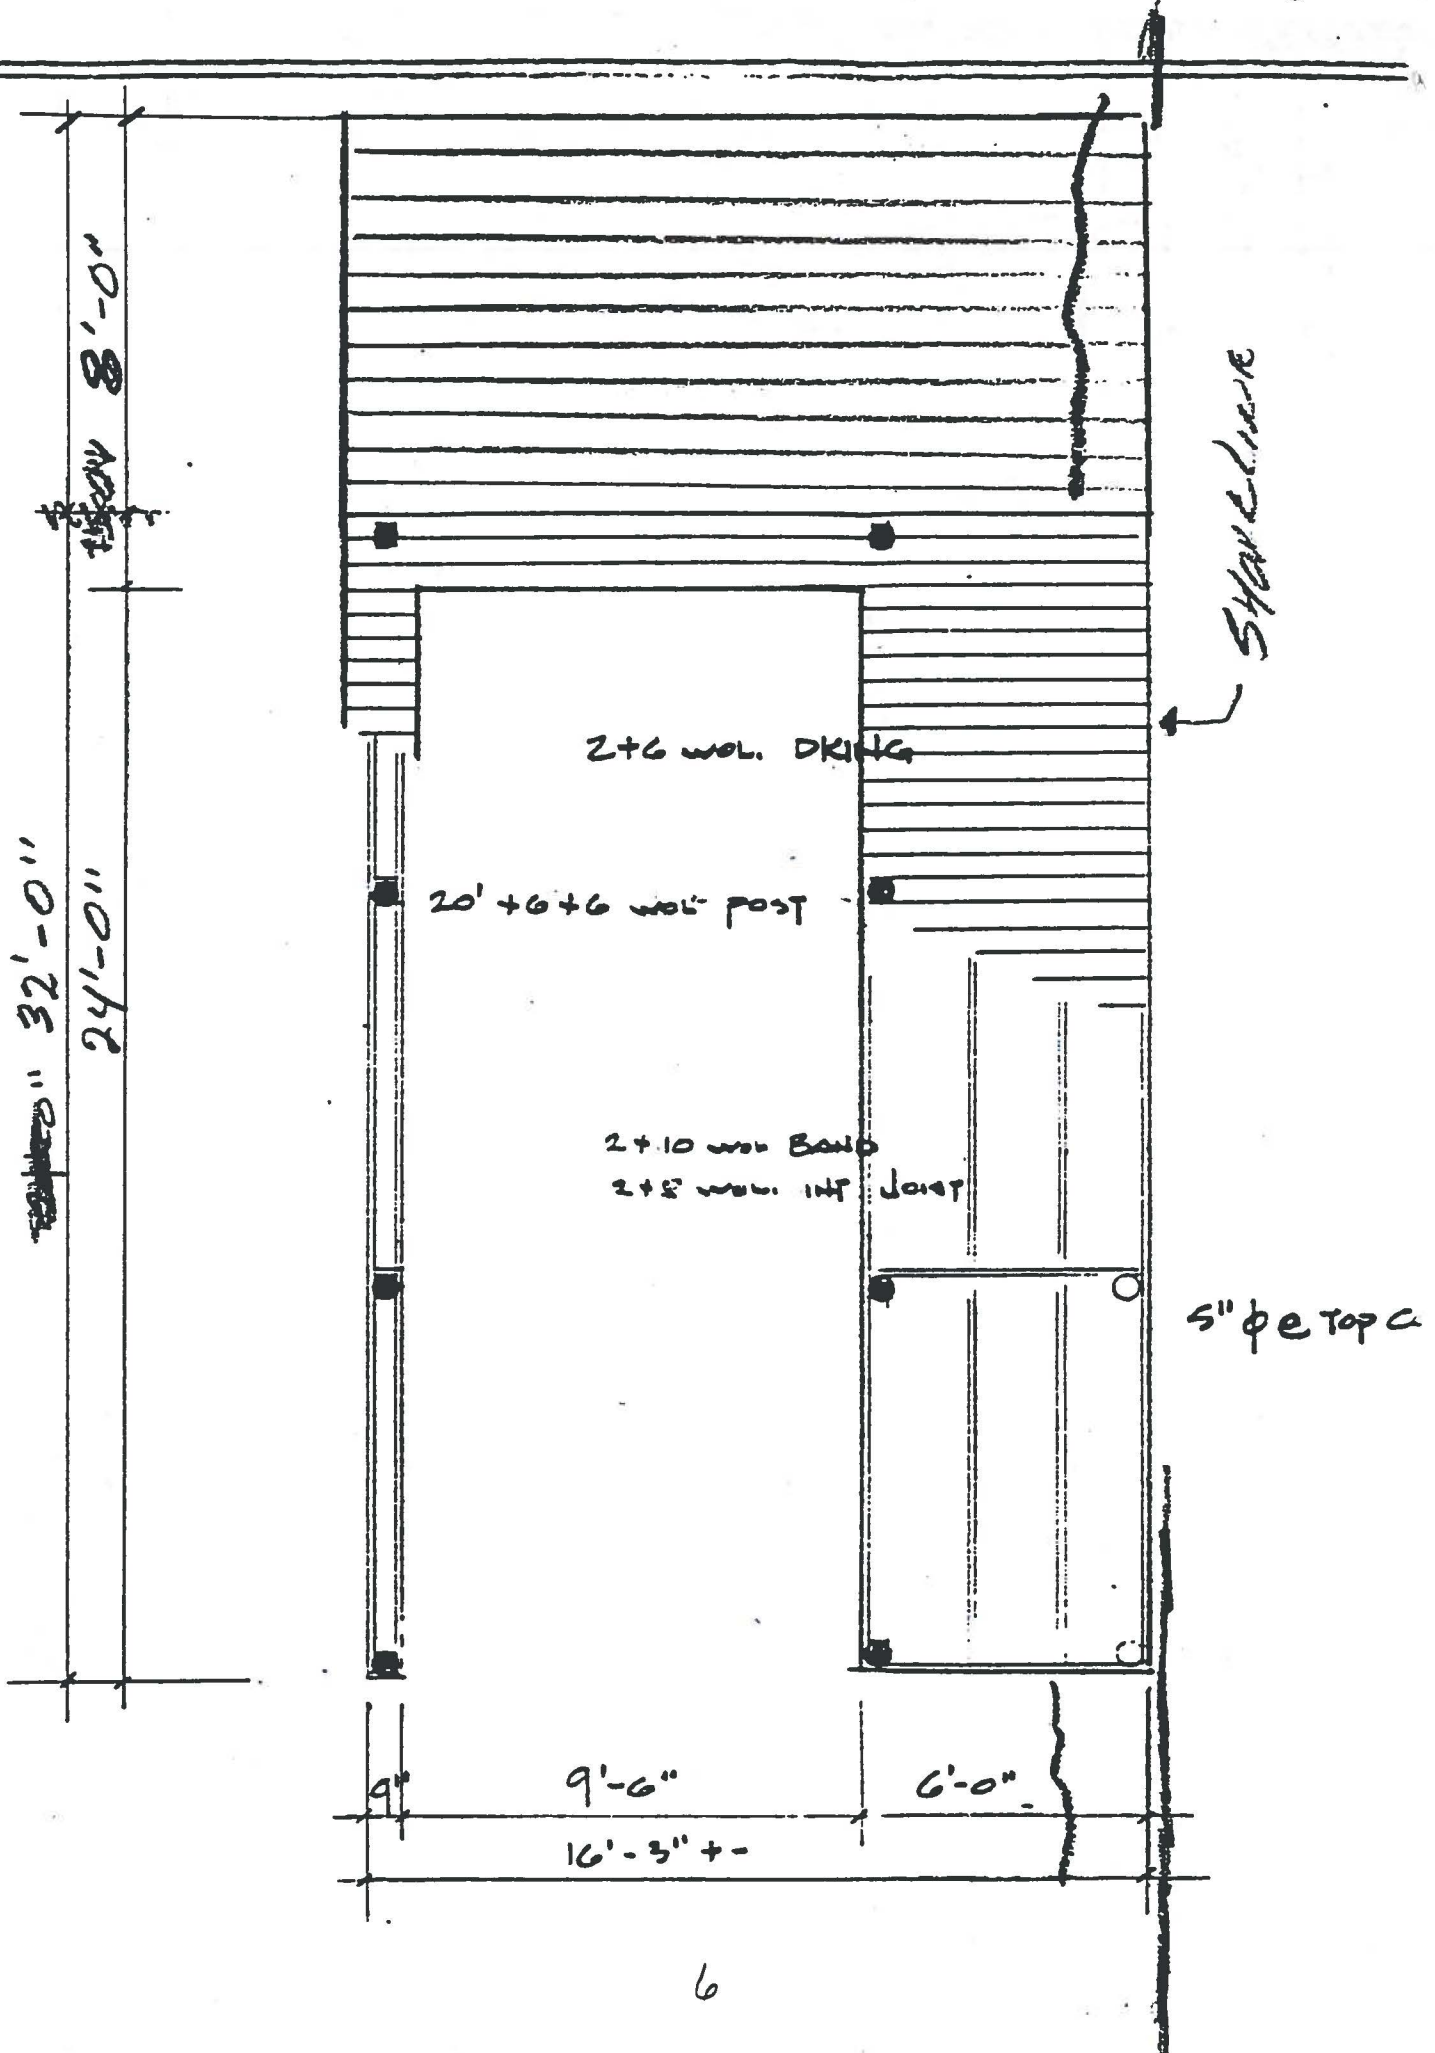 8'-0"
32'-0"
24'-0"
SHORELINE
2+6 WOL. DKING
20' +6+6 WOL POST
2+10 WOL BAND
2+8 WOL. INT JOIST
5" ϕ @ TOP C
9"
9'-6"
6'-0"
16'-3" + -
6